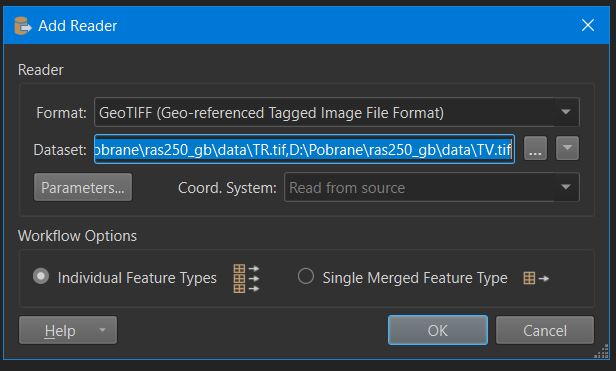 Add Reader
Reader
Format: GeoTIFF (Geo-referenced Tagged Image File Format)
Dataset: obrane\ras250_gb\data\TR.tif,D:\Pobrane\ras250_gb\data\TV.tif ...
Parameters... Coord. System: Read from source
Workflow Options
Individual Feature Types Single Merged Feature Type
Help OK Cancel